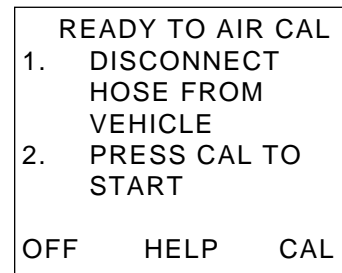 READY TO AIR CAL
1. DISCONNECT
HOSE FROM
VEHICLE
2. PRESS CAL TO
START
OFF HELP CAL